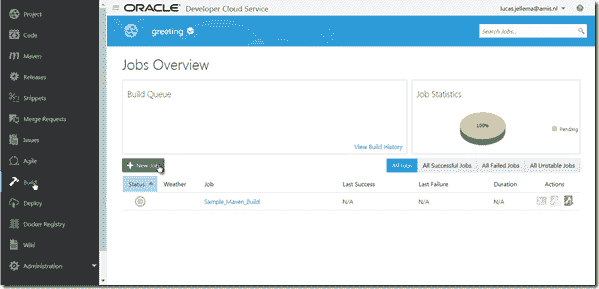 ORACLE Developer Cloud Service
lucas.jellema@amis.nl
Project
Code
Maven
Releases
Snippets
Merge Requests
Issues
Agile
Build
Deploy
Docker Registry
Wiki
Administration
greeting
Search Jobs...
Jobs Overview
Build Queue
View Build History
Job Statistics
100%
Pending
New Job
All Jobs
All Successful Jobs
All Failed Jobs
All Unstable Jobs
Status Weather Job Last Success Last Failure Duration Actions
Sample_Maven_Build N/A N/A N/A